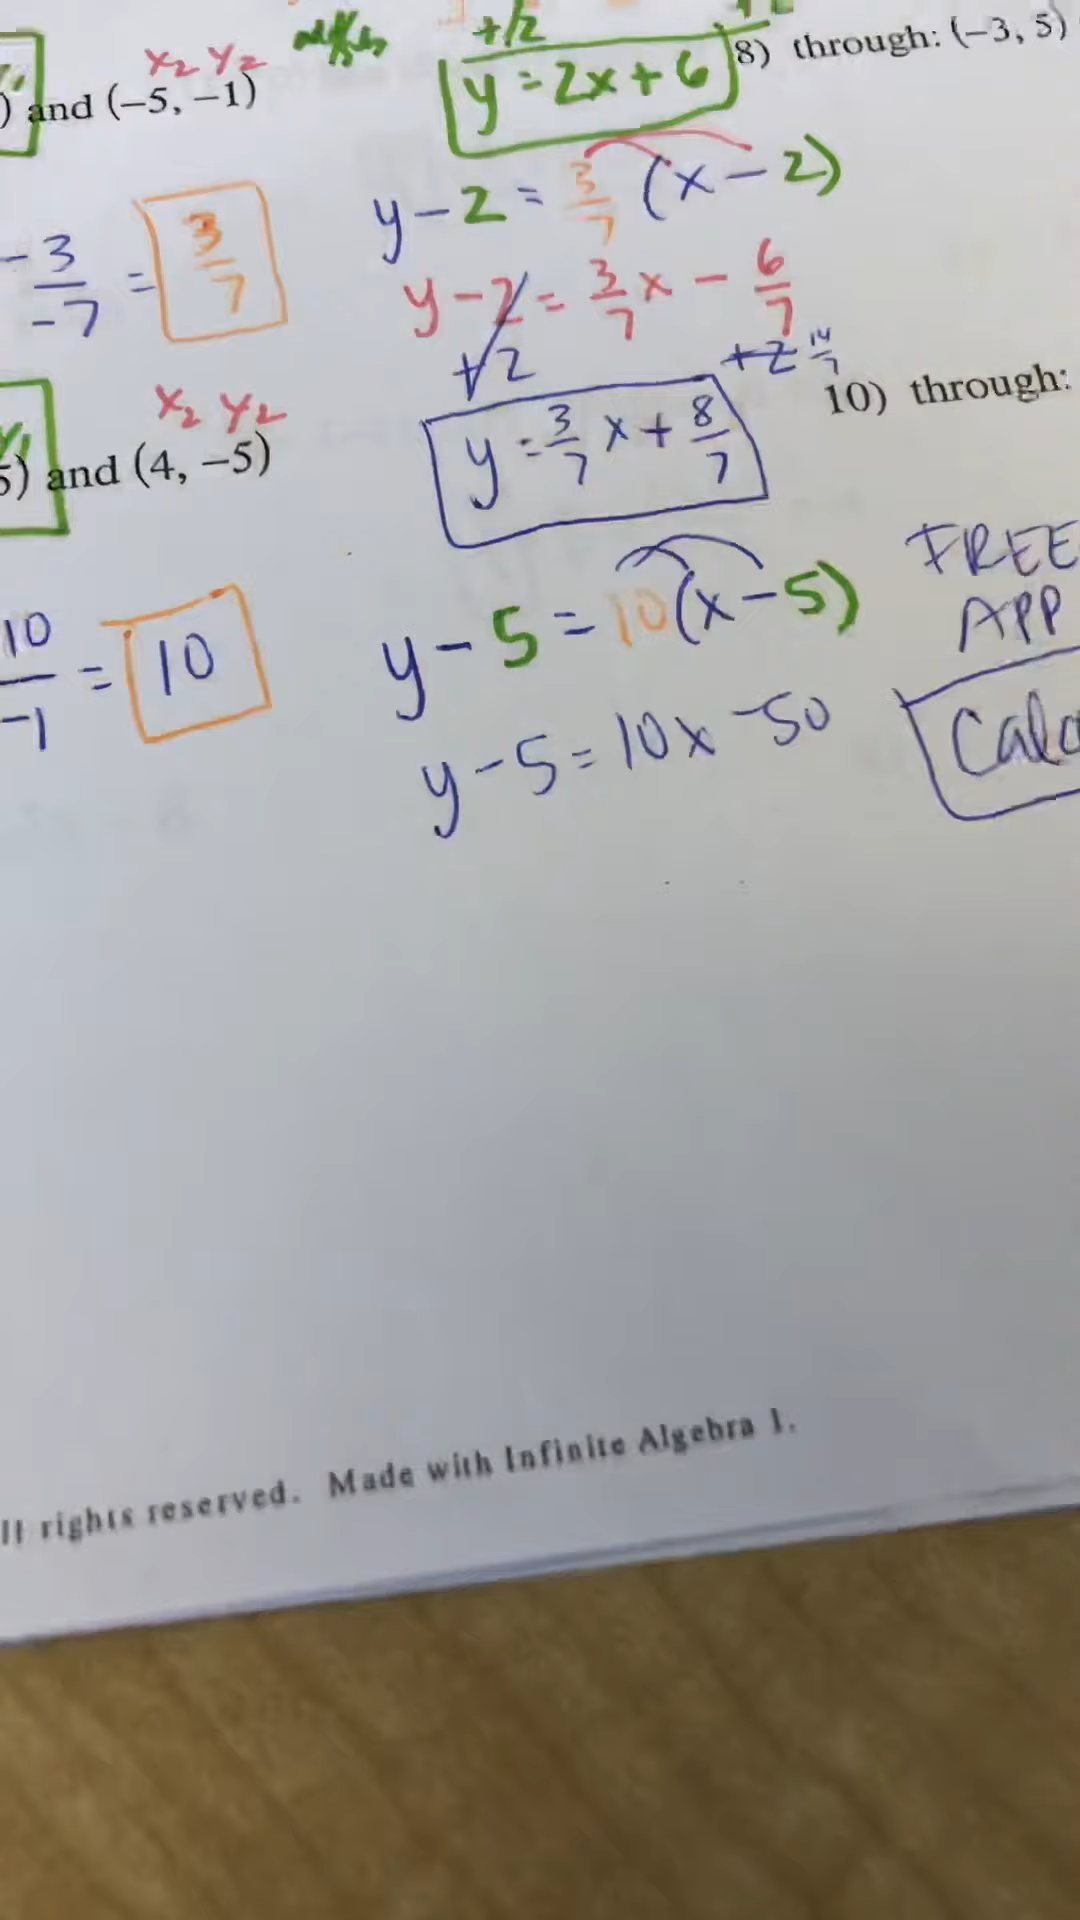 x₂ y₂
) and (−5, −1)
+/2
y = 2x + 6
8) through: (−3, 5)
y − 2 = 3/7 (x − 2)
−3/−7 = 3/7
y − 2 = 3/7 x − 6/7
+2 +2 14/7
y = 3/7 x + 8/7
10) through:
x₂ y₂
5) and (4, −5)
FREE
APP
y − 5 = 10(x − 5)
10/−1 = 10
y − 5 = 10x − 50
rights reserved. Made with Infinite Algebra 1.